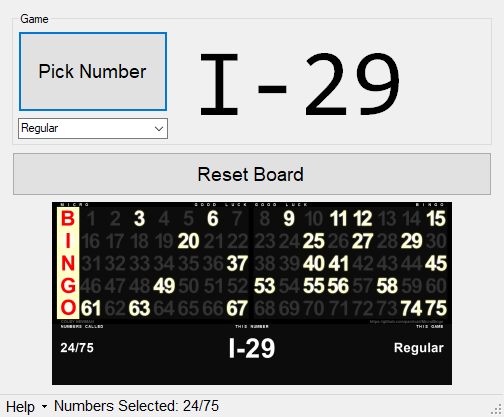 Game
Pick Number
I-29
Regular
Reset Board
MICRO GOOD LUCK GOOD LUCK BINGO
B 1 2 3 4 5 6 7 8 9 10 11 12 13 14 15
I 16 17 18 19 20 21 22 23 24 25 26 27 28 29 30
N 31 32 33 34 35 36 37 38 39 40 41 42 43 44 45
G 46 47 48 49 50 51 52 53 54 55 56 57 58 59 60
O 61 62 63 64 65 66 67 68 69 70 71 72 73 74 75
NUMBERS CALLED THIS NUMBER THIS GAME
24/75 I-29 Regular
Help Numbers Selected: 24/75